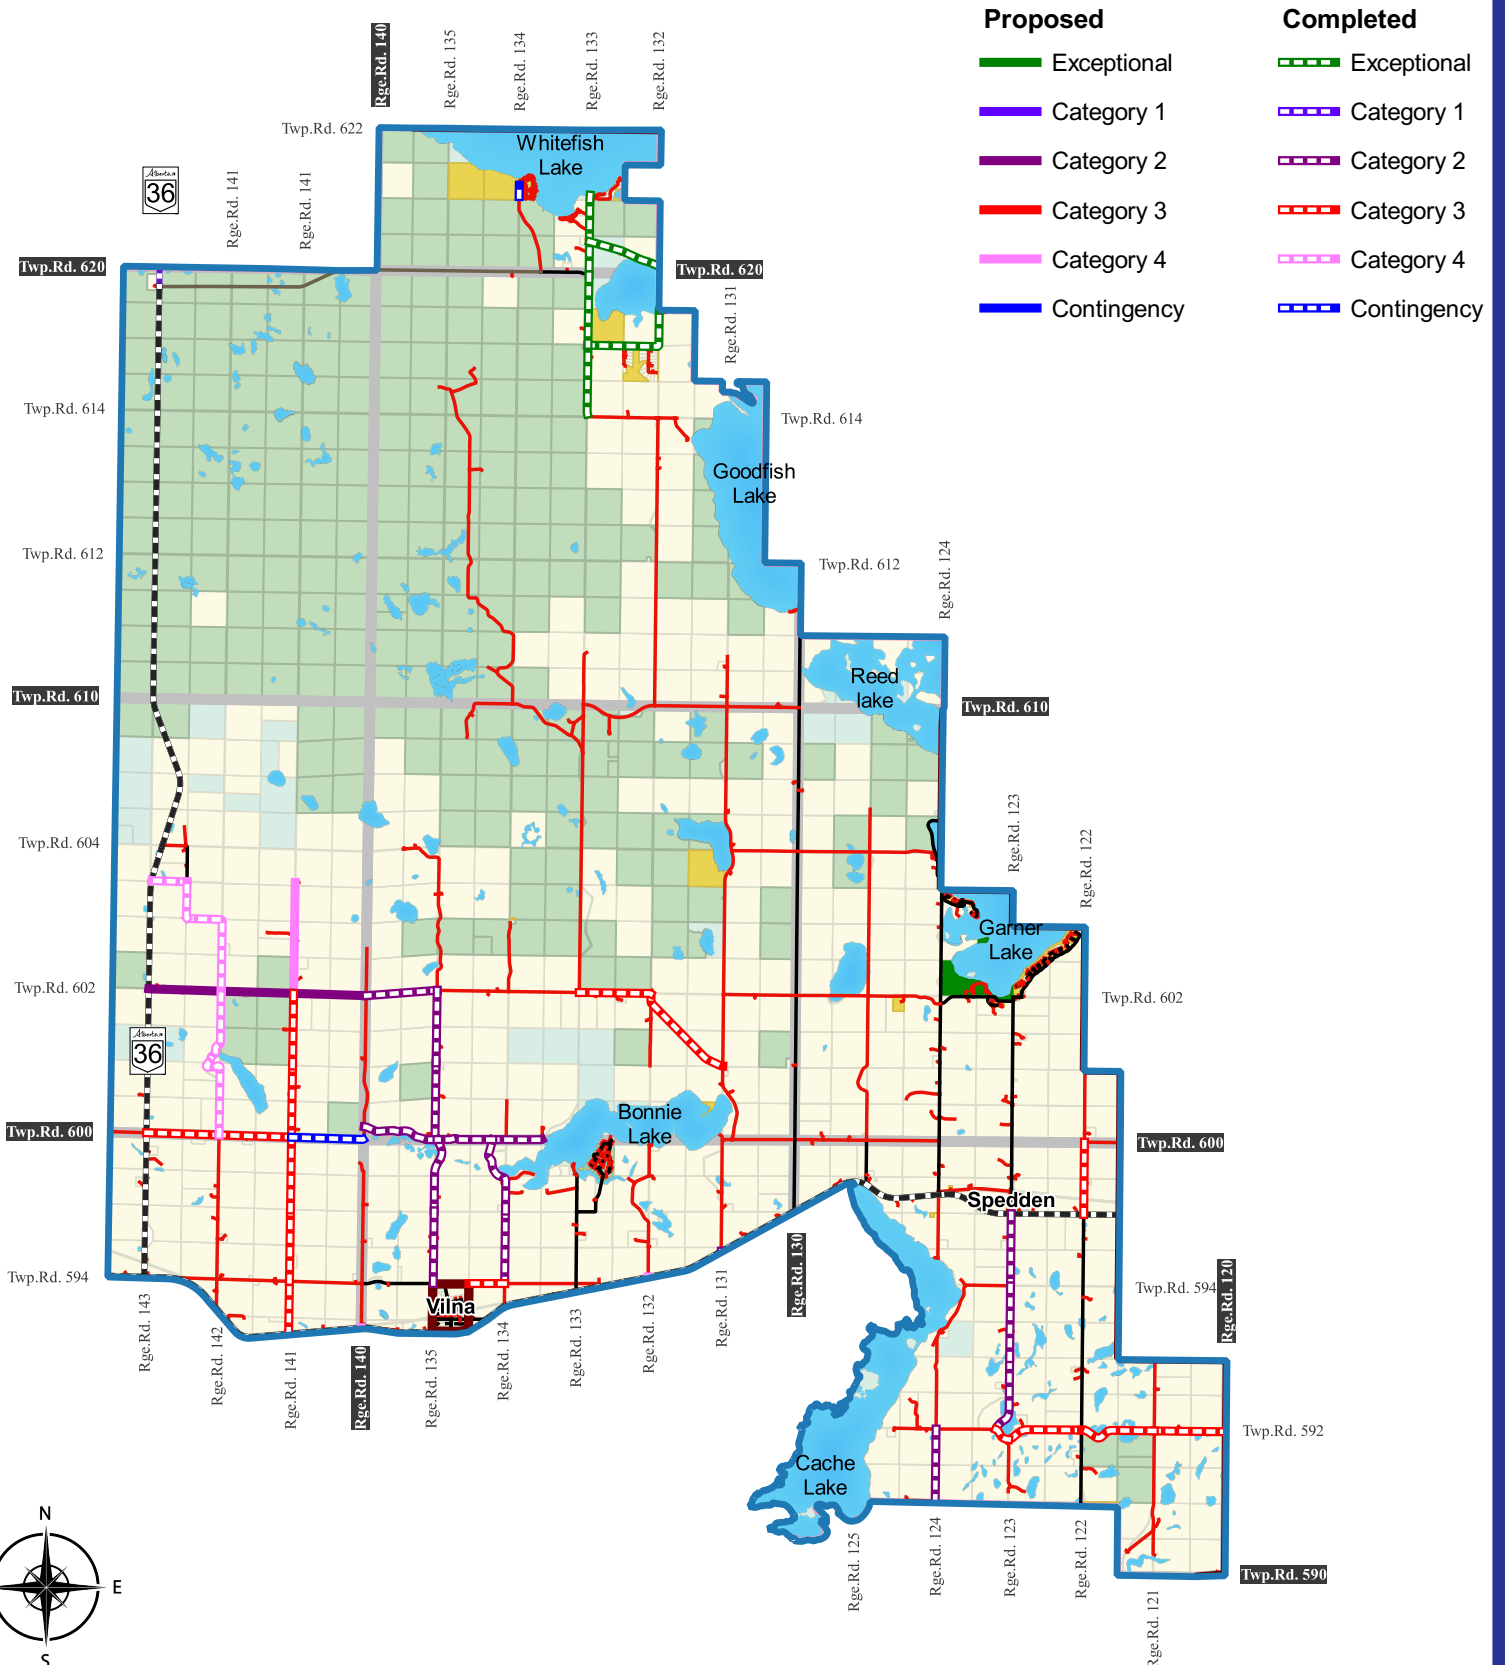 Proposed
Completed
Exceptional
Exceptional
Category 1
Category 1
Category 2
Category 2
Category 3
Category 3
Category 4
Category 4
Contingency
Contingency
Rge.Rd. 140
Rge.Rd. 135
Rge.Rd. 134
Rge.Rd. 133
Rge.Rd. 132
Twp.Rd. 622
Whitefish
Lake
Alberta
36
Rge.Rd. 141
Rge.Rd. 141
Twp.Rd. 620
Twp.Rd. 620
Rge.Rd. 131
Twp.Rd. 614
Twp.Rd. 614
Goodfish
Lake
Twp.Rd. 612
Twp.Rd. 612
Rge.Rd. 124
Reed
lake
Twp.Rd. 610
Twp.Rd. 610
Rge.Rd. 123
Rge.Rd. 122
Twp.Rd. 604
Garner
Lake
Twp.Rd. 602
Twp.Rd. 602
Alberta
36
Bonnie
Lake
Twp.Rd. 600
Twp.Rd. 600
Spedden
Twp.Rd. 594
Twp.Rd. 594
Rge.Rd. 130
Rge.Rd. 120
Vilna
Rge.Rd. 143
Rge.Rd. 142
Rge.Rd. 141
Rge.Rd. 140
Rge.Rd. 135
Rge.Rd. 134
Rge.Rd. 133
Rge.Rd. 132
Rge.Rd. 131
Twp.Rd. 592
Cache
Lake
Rge.Rd. 125
Rge.Rd. 124
Rge.Rd. 123
Rge.Rd. 122
Rge.Rd. 121
Twp.Rd. 590
N
E
S